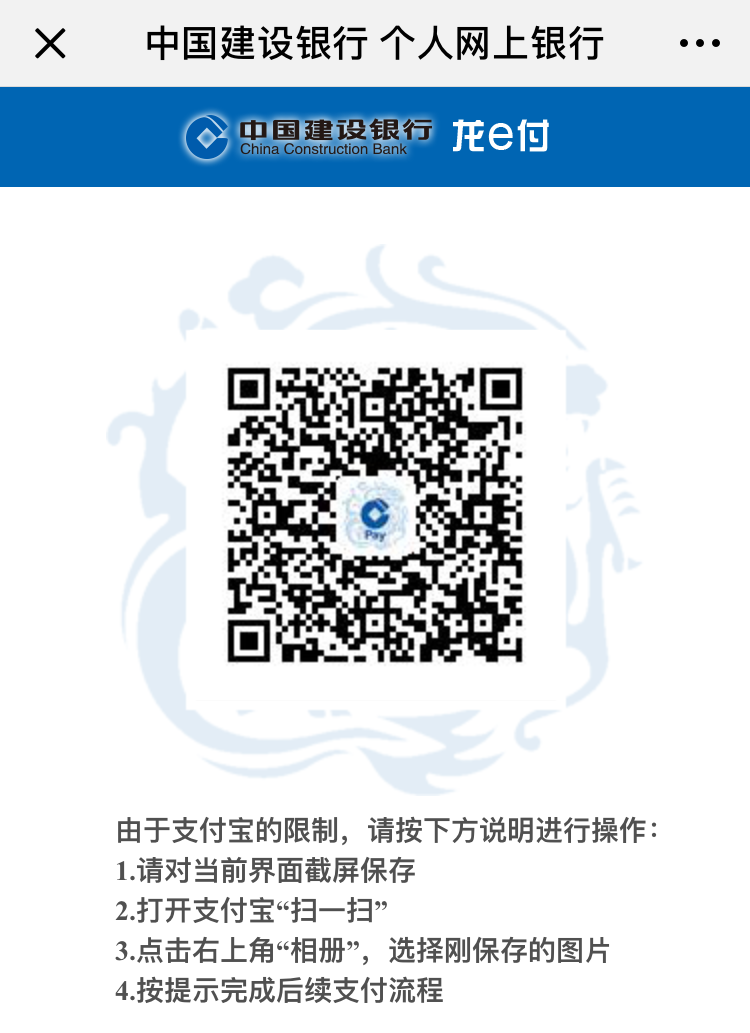 中国建设银行 个人网上银行
中国建设银行 龙e付
China Construction Bank
Pay
由于支付宝的限制，请按下方说明进行操作：
1.请对当前界面截屏保存
2.打开支付宝“扫一扫”
3.点击右上角“相册”，选择刚保存的图片
4.按提示完成后续支付流程